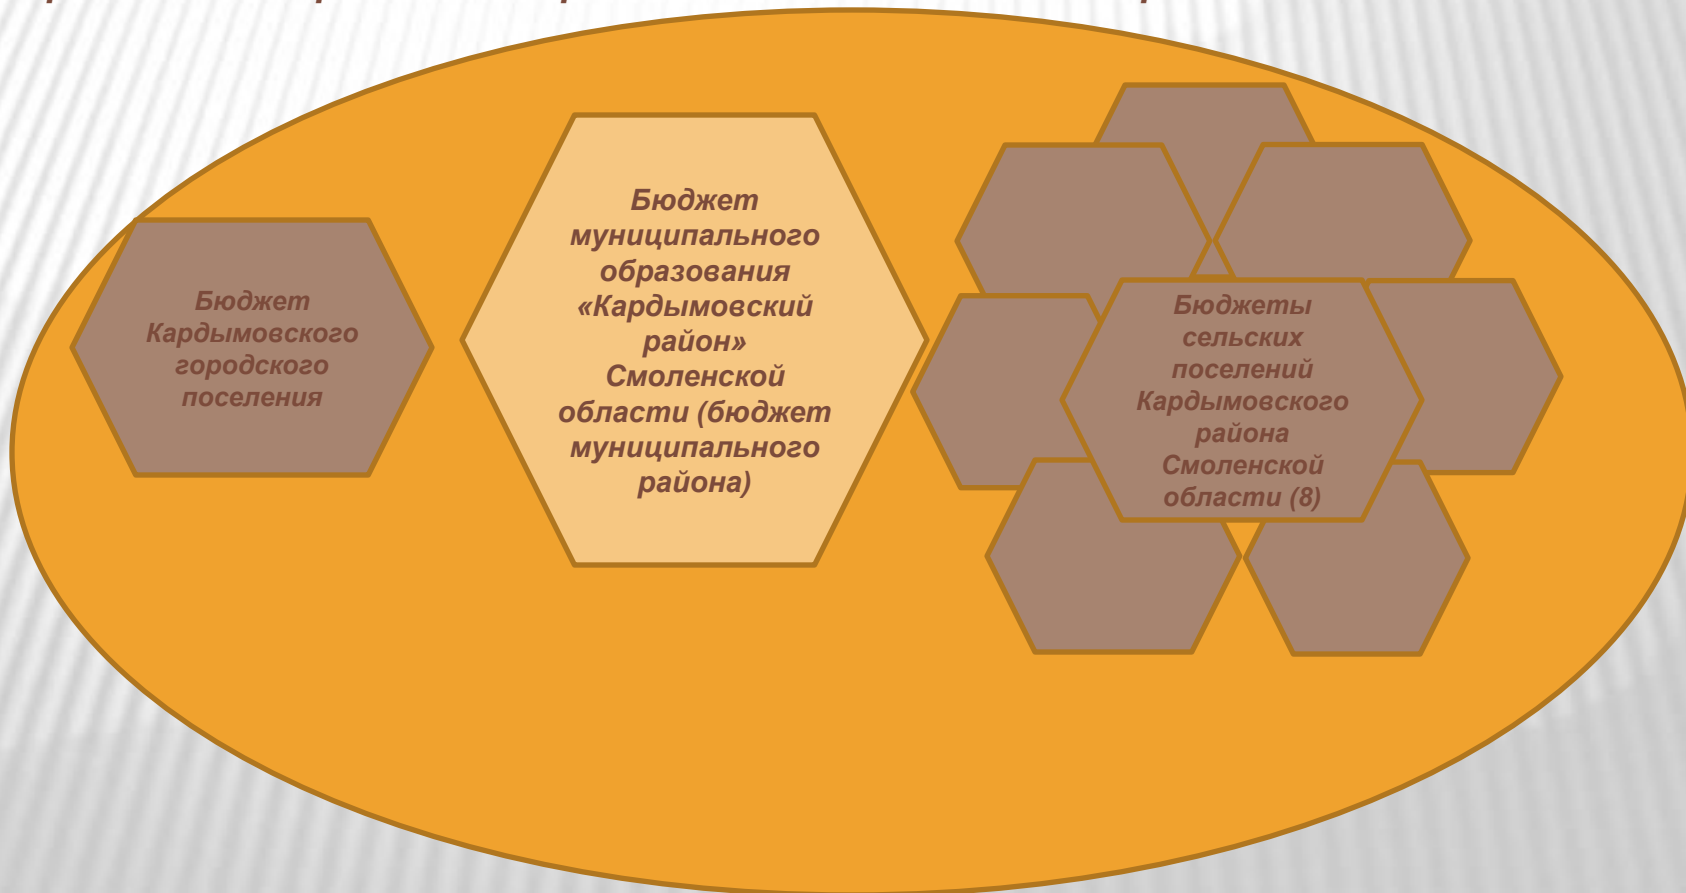 Бюджет
Кардымовского
городского
поселения
Бюджет
муниципального
образования
«Кардымовский
район»
Смоленской
области (бюджет
муниципального
района)
Бюджеты
сельских
поселений
Кардымовского
района
Смоленской
области (8)